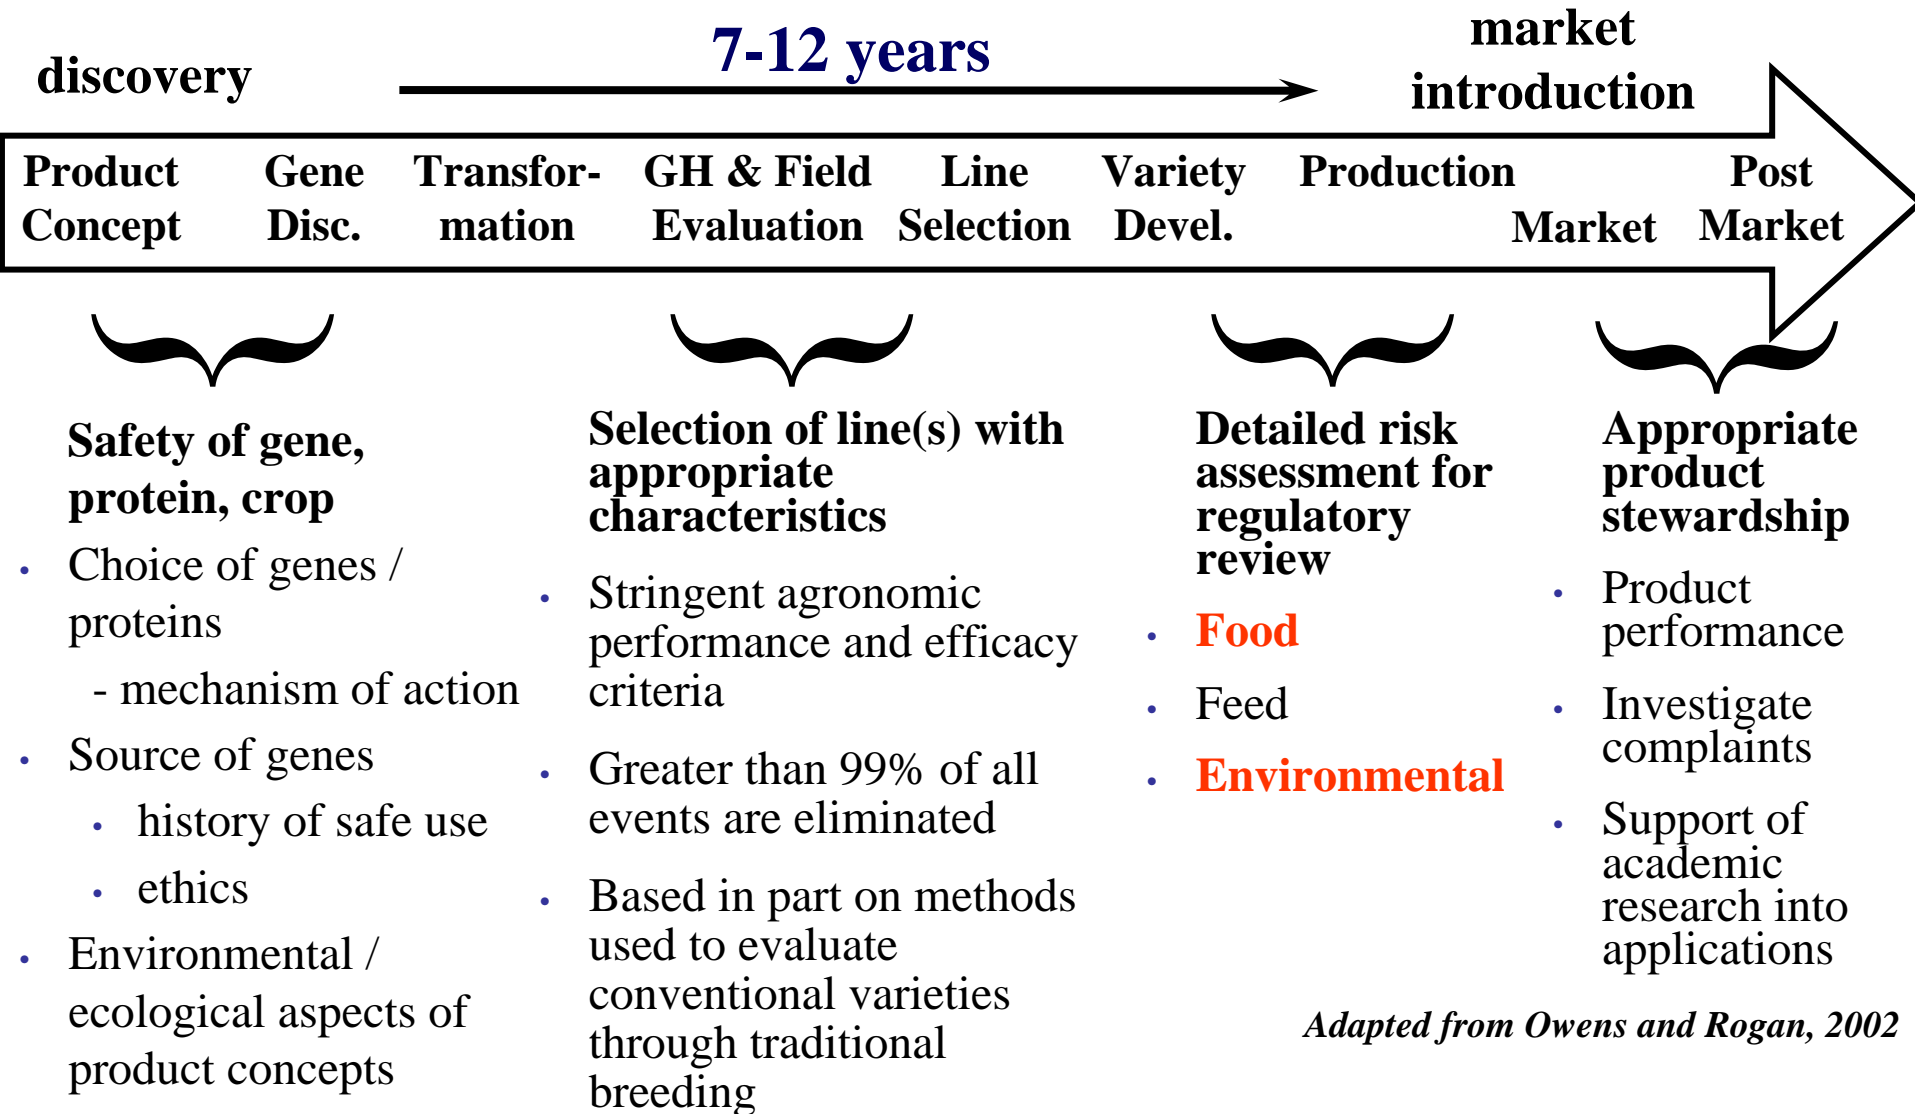 discovery
7-12 years
market
introduction
Product
Concept
Gene
Disc.
Transfor-
mation
GH & Field
Evaluation
Line
Selection
Variety
Devel.
Production
Market
Post
Market
Safety of gene,
protein, crop
• Choice of genes /
proteins
- mechanism of action
• Source of genes
• history of safe use
• ethics
• Environmental /
ecological aspects of
product concepts
Selection of line(s) with
appropriate
characteristics
• Stringent agronomic
performance and efficacy
criteria
• Greater than 99% of all
events are eliminated
• Based in part on methods
used to evaluate
conventional varieties
through traditional
breeding
Detailed risk
assessment for
regulatory
review
• Food
• Feed
• Environmental
Appropriate
product
stewardship
• Product
performance
• Investigate
complaints
• Support of
academic
research into
applications
Adapted from Owens and Rogan, 2002